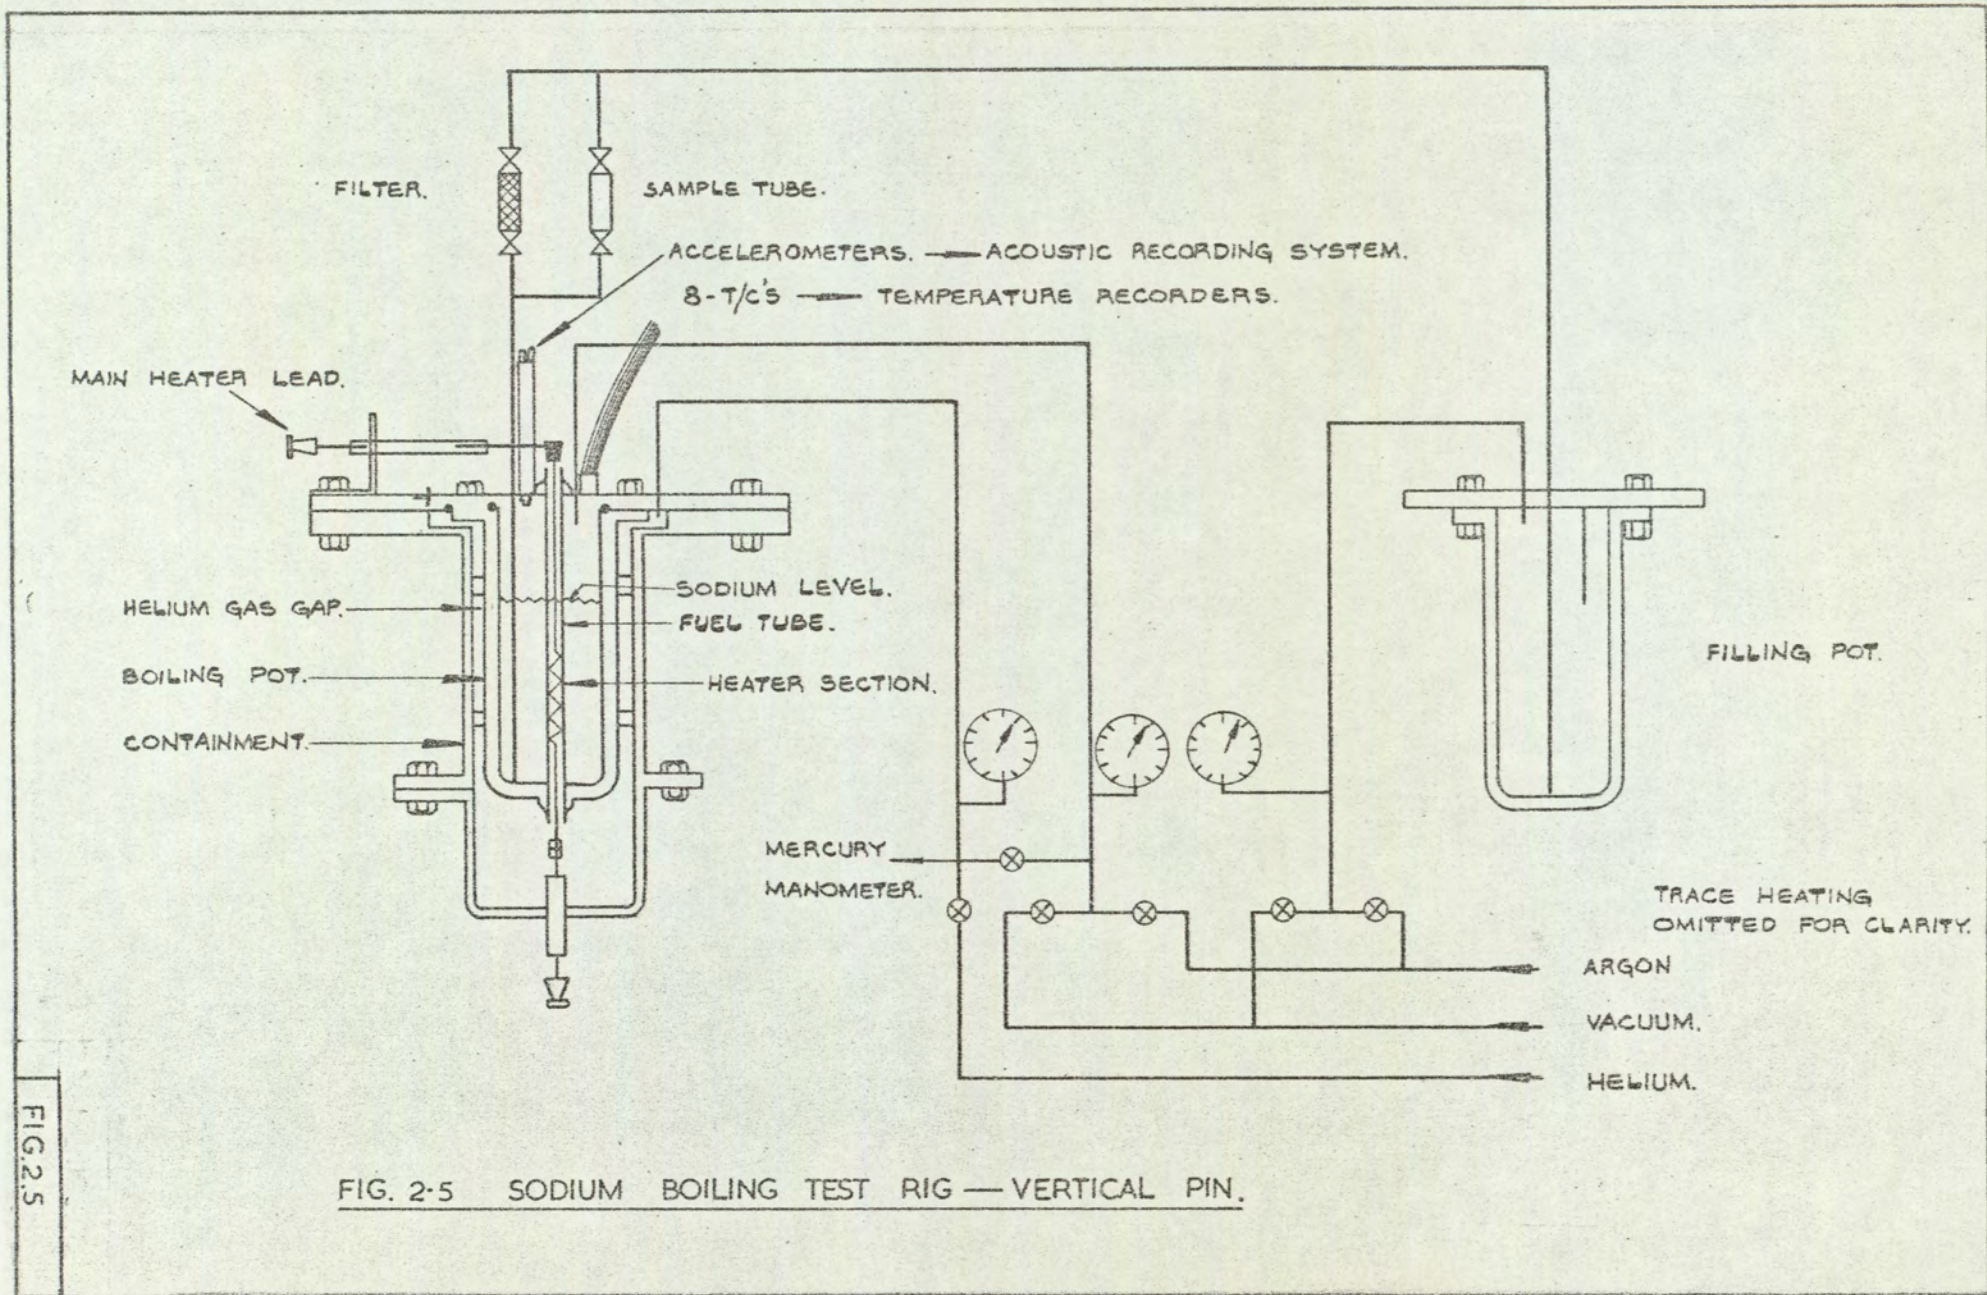 FILTER.
SAMPLE TUBE.
ACCELEROMETERS. ACOUSTIC RECORDING SYSTEM.
8-T/C'S TEMPERATURE RECORDERS.
MAIN HEATER LEAD.
HELIUM GAS GAP.
SODIUM LEVEL.
FUEL TUBE.
BOILING POT.
HEATER SECTION.
FILLING POT.
CONTAINMENT.
MERCURY
MANOMETER.
TRACE HEATING
OMITTED FOR CLARITY.
ARGON
VACUUM.
HELIUM.
FIG. 2·5 SODIUM BOILING TEST RIG — VERTICAL PIN.
FIG.2.5